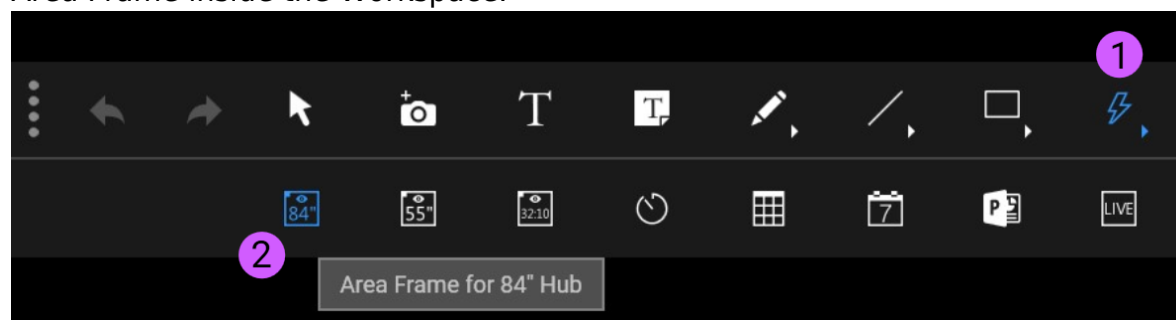 Area Frame inside the Workspace.
1
T
T
84"
55"
32:10
7
P
LIVE
2
Area Frame for 84" Hub